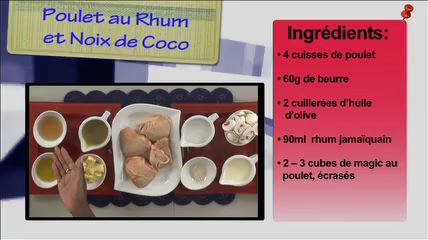 Poulet au Rhum
et Noix de Coco
Ingrédients:
• 4 cuisses de poulet
• 60g de beurre
• 2 cuillerées d'huile
d'olive
• 90ml rhum jamaïquain
• 2 – 3 cubes de magic au
poulet, écrasés